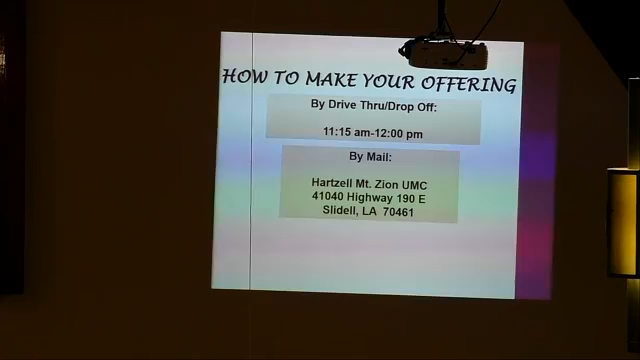 HOW TO MAKE YOUR OFFERING
By Drive Thru/Drop Off:
11:15 am-12:00 pm
By Mail:
Hartzell Mt. Zion UMC
41040 Highway 190 E
Slidell, LA 70461